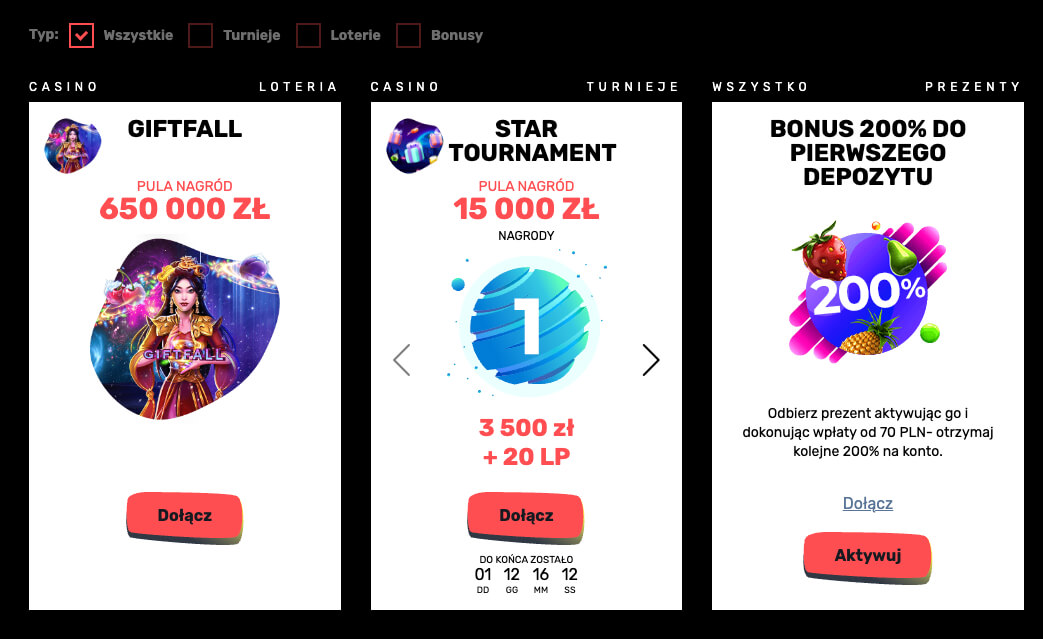 Typ: Wszystkie Turnieje Loterie Bonusy
CASINO LOTERIA
GIFTFALL
PULA NAGRÓD
650 000 ZŁ
GIFTFALL
Dołącz
CASINO TURNIEJE
STAR
TOURNAMENT
PULA NAGRÓD
15 000 ZŁ
NAGRODY
1
3 500 zł
+ 20 LP
Dołącz
DO KOŃCA ZOSTAŁO
01 12 16 12
DD GG MM SS
WSZYSTKO PREZENTY
BONUS 200% DO
PIERWSZEGO
DEPOZYTU
200%
Odbierz prezent aktywując go i
dokonując wpłaty od 70 PLN- otrzymaj
kolejne 200% na konto.
Dołącz
Aktywuj